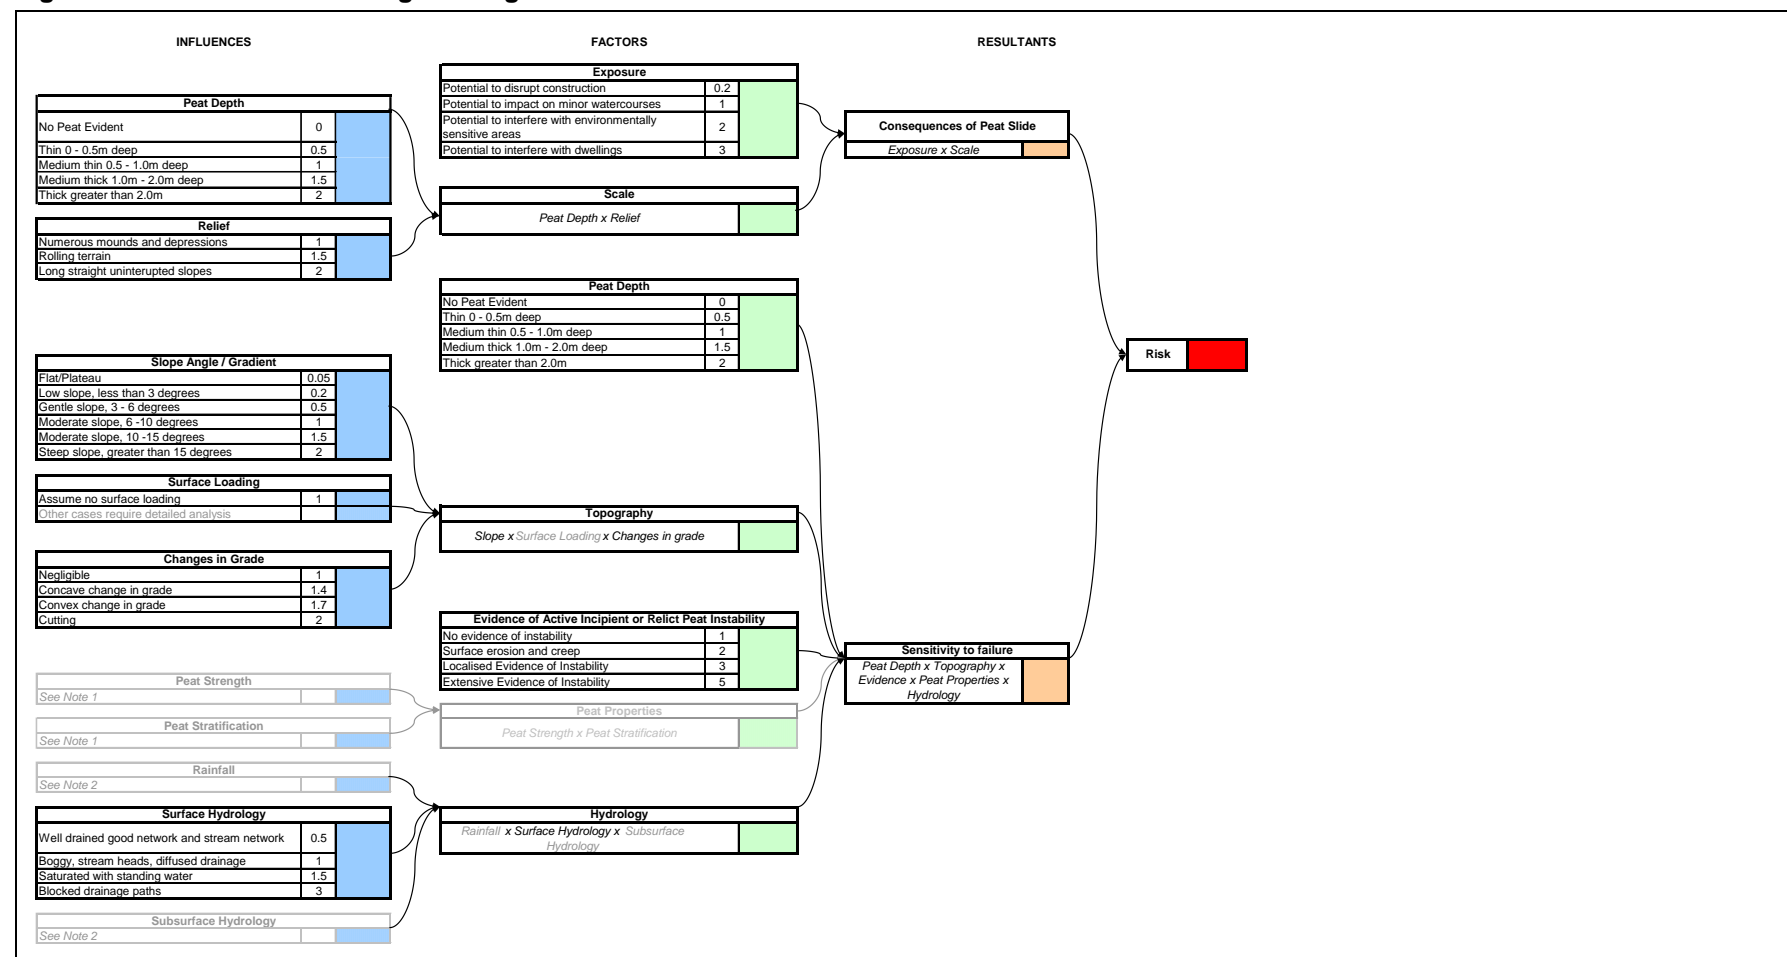 INFLUENCES
FACTORS
RESULTANTS
Peat Depth
No Peat Evident 0
Thin 0 - 0.5m deep 0.5
Medium thin 0.5 - 1.0m deep 1
Medium thick 1.0m - 2.0m deep 1.5
Thick greater than 2.0m 2
Relief
Numerous mounds and depressions 1
Rolling terrain 1.5
Long straight uninterupted slopes 2
Slope Angle / Gradient
Flat/Plateau 0.05
Low slope, less than 3 degrees 0.2
Gentle slope, 3 - 6 degrees 0.5
Moderate slope, 6 -10 degrees 1
Moderate slope, 10 -15 degrees 1.5
Steep slope, greater than 15 degrees 2
Surface Loading
Assume no surface loading 1
Other cases require detailed analysis
Changes in Grade
Negligible 1
Concave change in grade 1.4
Convex change in grade 1.7
Cutting 2
Peat Strength
See Note 1
Peat Stratification
See Note 1
Rainfall
See Note 2
Surface Hydrology
Well drained good network and stream network 0.5
Boggy, stream heads, diffused drainage 1
Saturated with standing water 1.5
Blocked drainage paths 3
Subsurface Hydrology
See Note 2
Exposure
Potential to disrupt construction 0.2
Potential to impact on minor watercourses 1
Potential to interfere with environmentally
sensitive areas 2
Potential to interfere with dwellings 3
Scale
Peat Depth x Relief
Peat Depth
No Peat Evident 0
Thin 0 - 0.5m deep 0.5
Medium thin 0.5 - 1.0m deep 1
Medium thick 1.0m - 2.0m deep 1.5
Thick greater than 2.0m 2
Topography
Slope x Surface Loading x Changes in grade
Evidence of Active Incipient or Relict Peat Instability
No evidence of instability 1
Surface erosion and creep 2
Localised Evidence of Instability 3
Extensive Evidence of Instability 5
Peat Properties
Peat Strength x Peat Stratification
Hydrology
Rainfall x Surface Hydrology x Subsurface
Hydrology
Consequences of Peat Slide
Exposure x Scale
Sensitivity to failure
Peat Depth x Topography x
Evidence x Peat Properties x
Hydrology
Risk